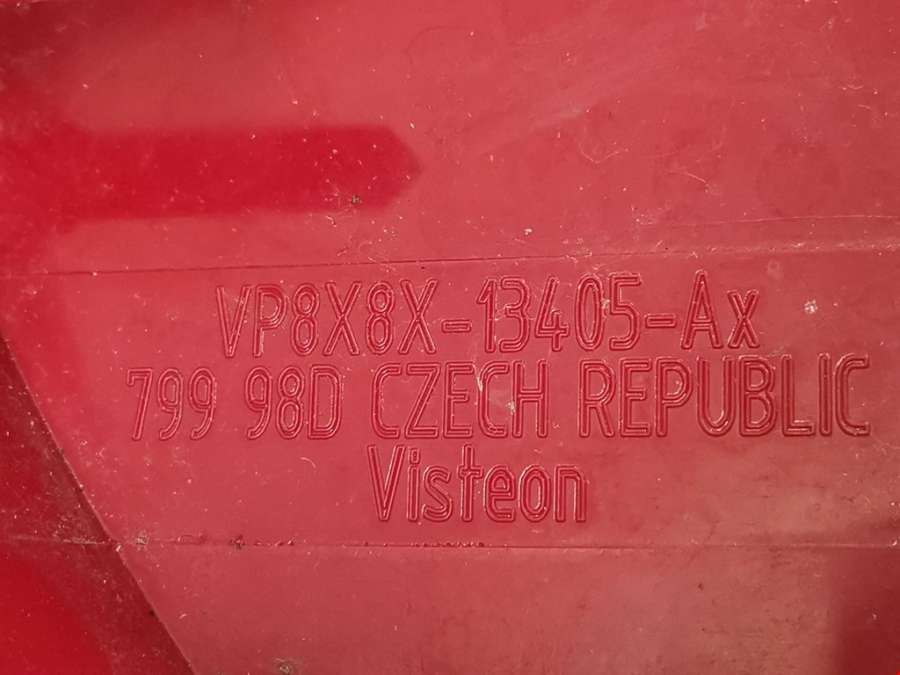 VP8X8X-13405-Ax
799 98D CZECH REPUBLIC
Visteon